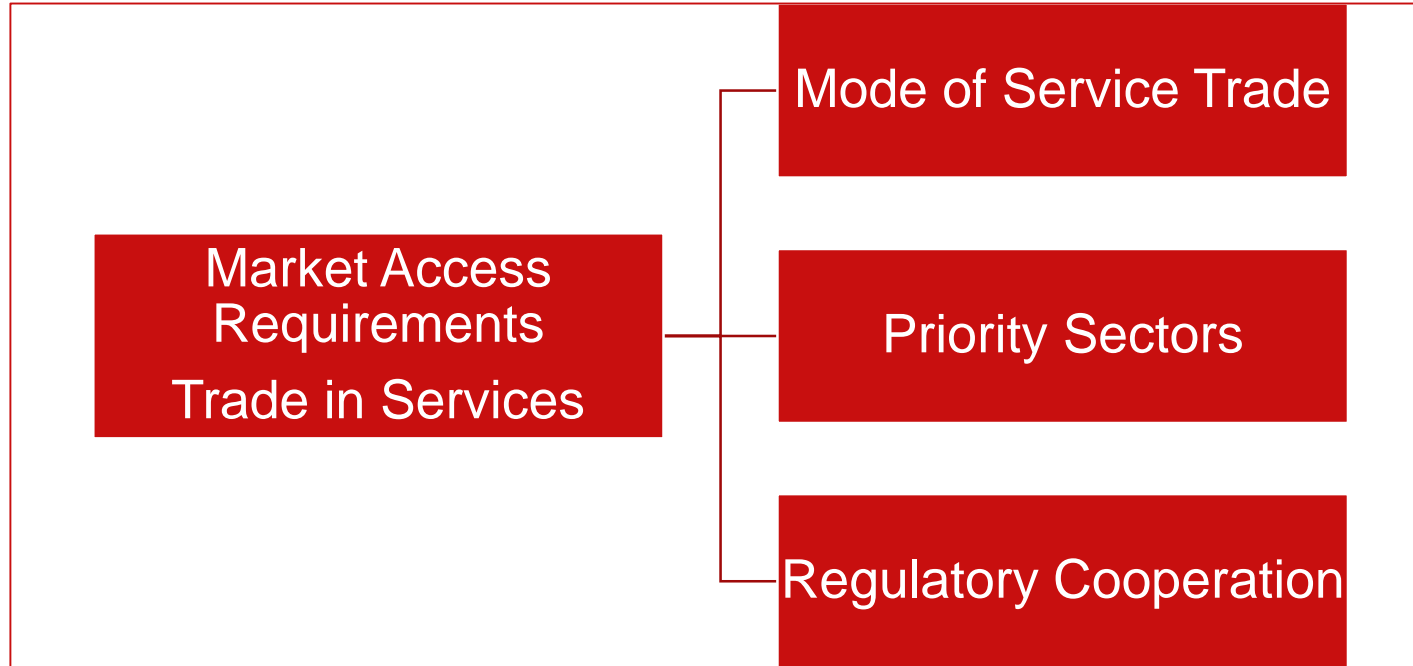 Mode of Service Trade
Market Access
Requirements
Trade in Services
Priority Sectors
Regulatory Cooperation